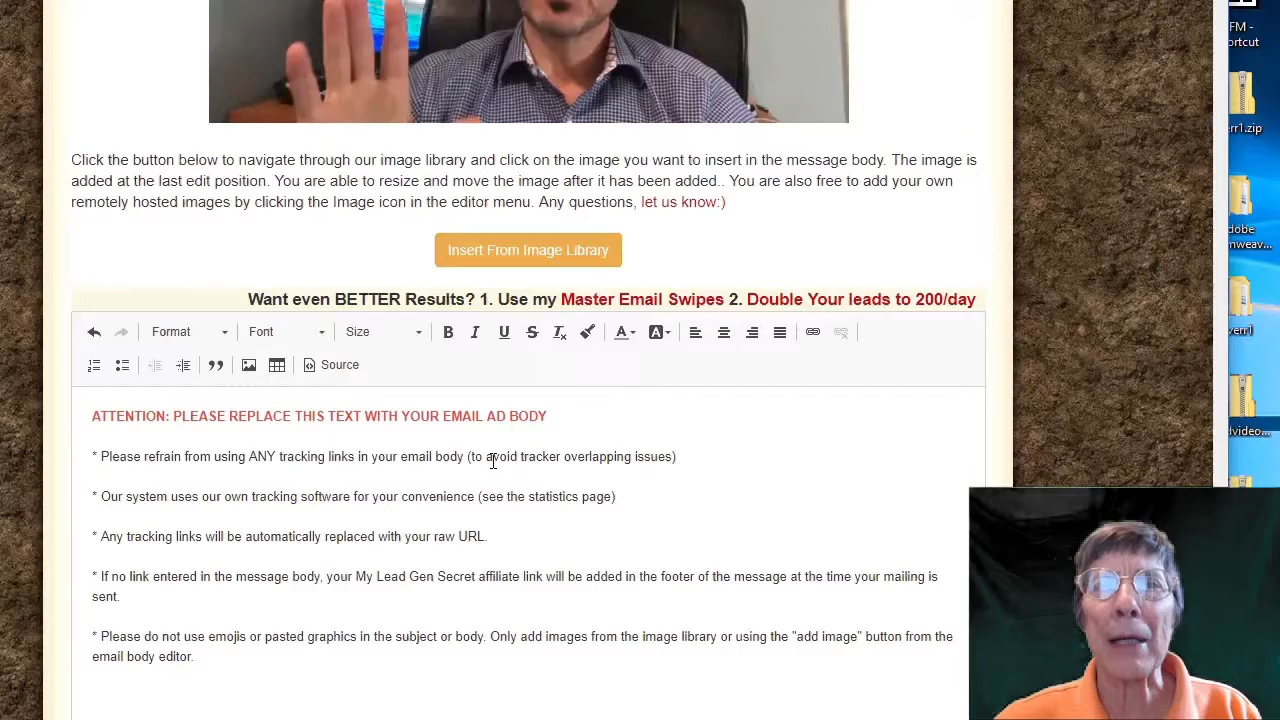 FM -
ortcut
rr1.zip
Click the button below to navigate through our image library and click on the image you want to insert in the message body. The image is
added at the last edit position. You are able to resize and move the image after it has been added.. You are also free to add your own
remotely hosted images by clicking the Image icon in the editor menu. Any questions, let us know:)
dobe
mweav...
Insert From Image Library
Want even BETTER Results? 1. Use my Master Email Swipes 2. Double Your leads to 200/day
Format Font Size B I U S Tx A A
verr1
Source
ATTENTION: PLEASE REPLACE THIS TEXT WITH YOUR EMAIL AD BODY
dvideo...
* Please refrain from using ANY tracking links in your email body (to avoid tracker overlapping issues)
* Our system uses our own tracking software for your convenience (see the statistics page)
* Any tracking links will be automatically replaced with your raw URL.
* If no link entered in the message body, your My Lead Gen Secret affiliate link will be added in the footer of the message at the time your mailing is
sent.
* Please do not use emojis or pasted graphics in the subject or body. Only add images from the image library or using the "add image" button from the
email body editor.